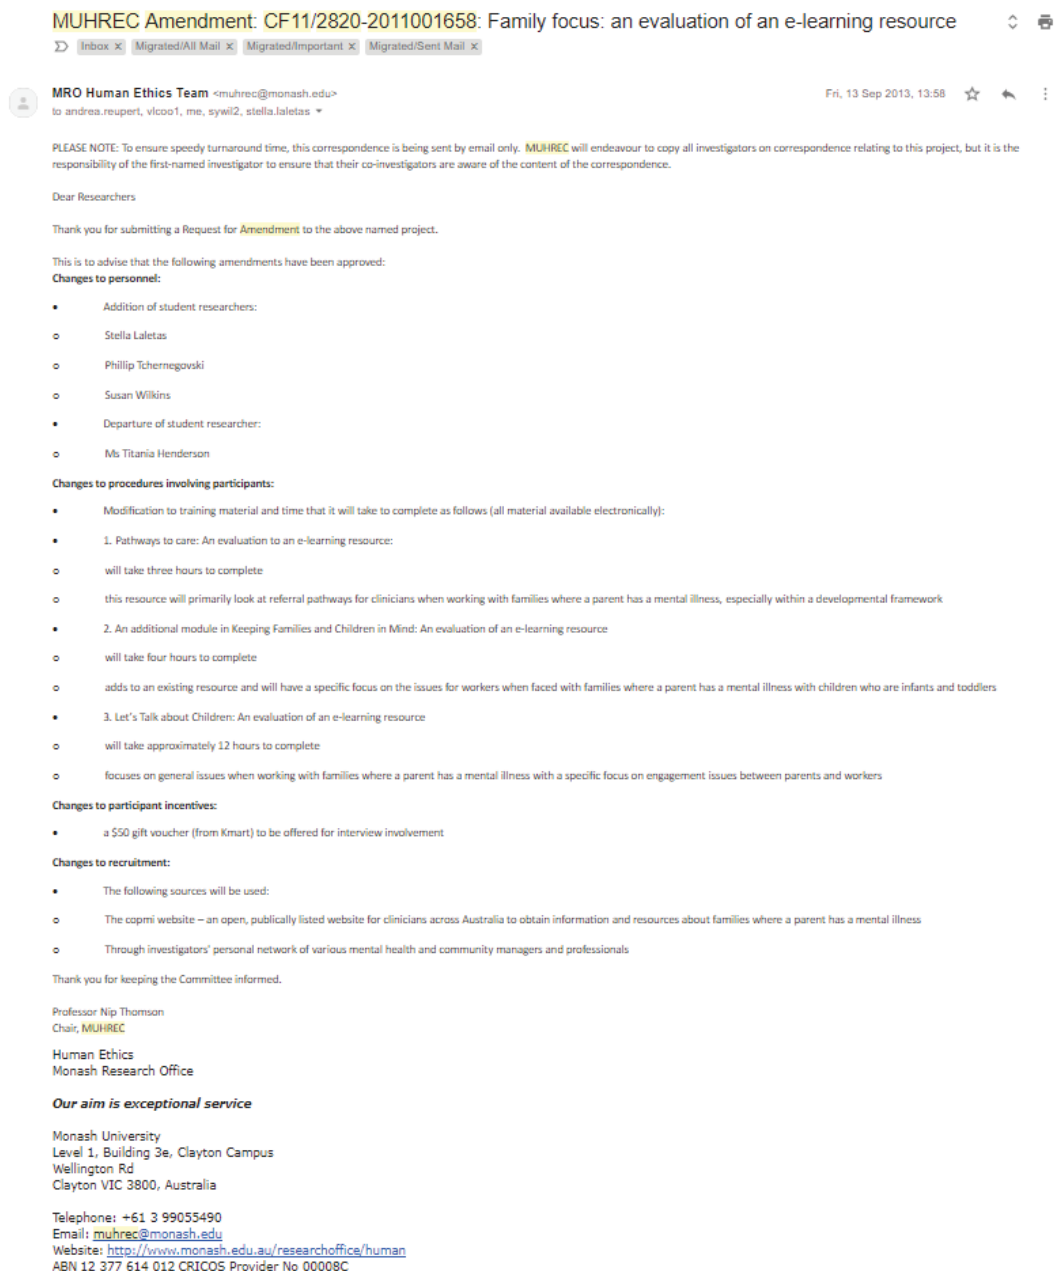 MUHREC Amendment: CF11/2820-2011001658: Family focus: an evaluation of an e-learning resource
Inbox x Migrated/All Mail x Migrated/Important x Migrated/Sent Mail x
MRO Human Ethics Team <muhrec@monash.edu>
Fri, 13 Sep 2013, 13:58
to andrea.reupert, vlcoo1, me, sywil2, stella.laletas
PLEASE NOTE: To ensure speedy turnaround time, this correspondence is being sent by email only. MUHREC will endeavour to copy all investigators on correspondence relating to this project, but it is the
responsibility of the first-named investigator to ensure that their co-investigators are aware of the content of the correspondence.
Dear Researchers
Thank you for submitting a Request for Amendment to the above named project.
This is to advise that the following amendments have been approved:
Changes to personnel:
• Addition of student researchers:
o Stella Laletas
o Phillip Tchernegovski
o Susan Wilkins
• Departure of student researcher:
o Ms Titania Henderson
Changes to procedures involving participants:
• Modification to training material and time that it will take to complete as follows (all material available electronically):
• 1. Pathways to care: An evaluation to an e-learning resource:
o will take three hours to complete
o this resource will primarily look at referral pathways for clinicians when working with families where a parent has a mental illness, especially within a developmental framework
• 2. An additional module in Keeping Families and Children in Mind: An evaluation of an e-learning resource
o will take four hours to complete
o adds to an existing resource and will have a specific focus on the issues for workers when faced with families where a parent has a mental illness with children who are infants and toddlers
• 3. Let's Talk about Children: An evaluation of an e-learning resource
o will take approximately 12 hours to complete
o focuses on general issues when working with families where a parent has a mental illness with a specific focus on engagement issues between parents and workers
Changes to participant incentives:
• a $50 gift voucher (from Kmart) to be offered for interview involvement
Changes to recruitment:
• The following sources will be used:
o The copmi website – an open, publically listed website for clinicians across Australia to obtain information and resources about families where a parent has a mental illness
o Through investigators' personal network of various mental health and community managers and professionals
Thank you for keeping the Committee informed.
Professor Nip Thomson
Chair, MUHREC
Human Ethics
Monash Research Office
Our aim is exceptional service
Monash University
Level 1, Building 3e, Clayton Campus
Wellington Rd
Clayton VIC 3800, Australia
Telephone: +61 3 99055490
Email: muhrec@monash.edu
Website: http://www.monash.edu.au/researchoffice/human
ABN 12 377 614 012 CRICOS Provider No 00008C